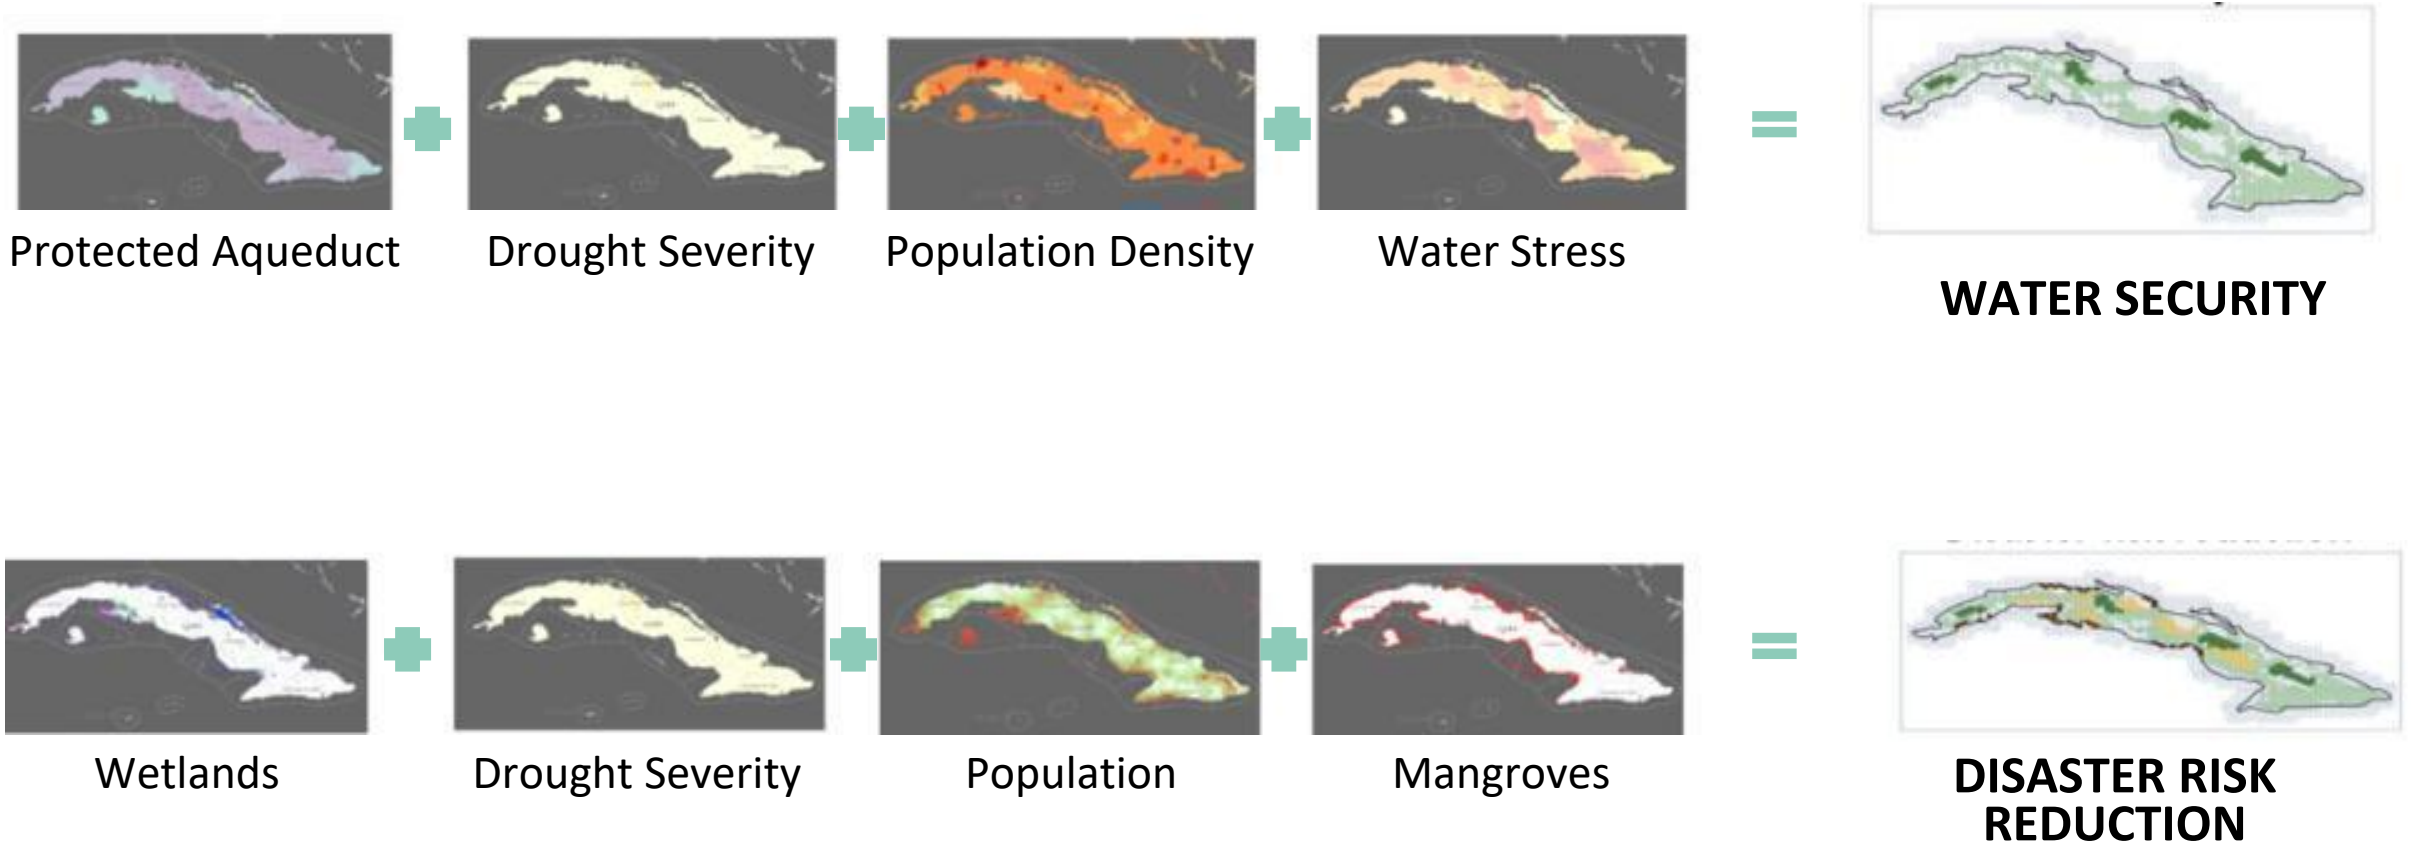 Protected Aqueduct
Drought Severity
Population Density
Water Stress
WATER SECURITY
Wetlands
Drought Severity
Population
Mangroves
DISASTER RISK
REDUCTION